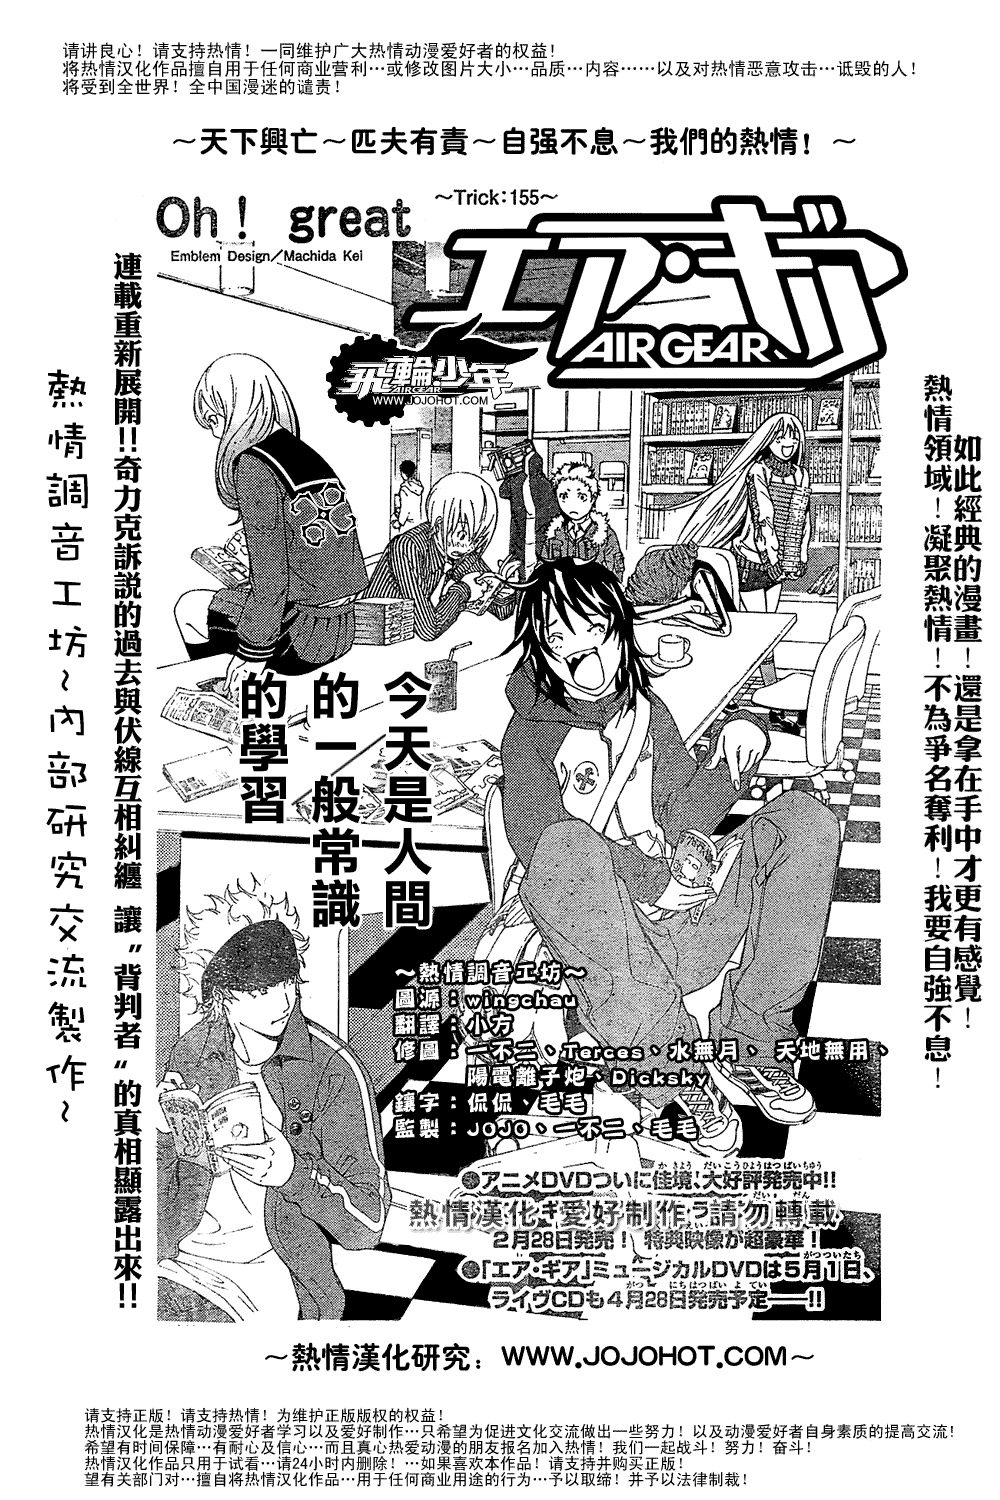 请讲良心！请支持热情！一同维护广大热情动漫爱好者的权益！
将热情汉化作品擅自用于任何商业营利…或修改图片大小…品质…内容……以及对热情恶意攻击…诋毁的人！
将受到全世界！全中国漫迷的谴责！
～天下興亡～匹夫有責～自强不息～我們的熱情！～
～Trick:155～
Oh! great
Emblem Design／Machida Kei
エア・ギア
AIR GEAR
飛輪少年
AIRGEAR
WWW.JOJOHOT.COM
如此經典的漫畫！還是拿在手中才更有感覺！
熱情領域！凝聚熱情！不為爭名奪利！我要自強不息！
連載重新展開!!奇力克訴説的過去與伏線互相糾纏 讓〝背判者〟的真相顯露出來!!
熱情調音工坊~內部研究交流製作~
今天是人間
的一般常識
的學習
～熱情調音工坊～
圖源：wingchau
翻譯：小方
修圖：一不二、Terces、水無月、天地無用、
陽電離子炮、Dicksky
鑲字：侃侃、毛毛
監製：JOJO、一不二、毛毛
●アニメDVDついに佳境、大好評発売中!!
熱情漢化 愛好制作 請勿轉載
2月28日発売！ 特典映像が超豪華！
●「エア・ギア」ミュージカルDVDは5月1日、
ライヴCDも4月28日発売予定──!!
～熱情漢化研究：WWW.JOJOHOT.COM～
请支持正版！请支持热情！为维护正版版权的权益！
热情汉化是热情动漫爱好者学习以及爱好制作…只希望为促进文化交流做出一些努力！以及动漫爱好者自身素质的提高交流！
希望有时间保障…有耐心及信心…而且真心热爱动漫的朋友报名加入热情！我们一起战斗！努力！奋斗！
热情汉化作品只用于试看…请24小时内删除！…如果喜欢本作品！请支持并购买正版！
望有关部门对…擅自将热情汉化作品…用于任何商业用途的行为…予以取缔！并予以法律制裁！